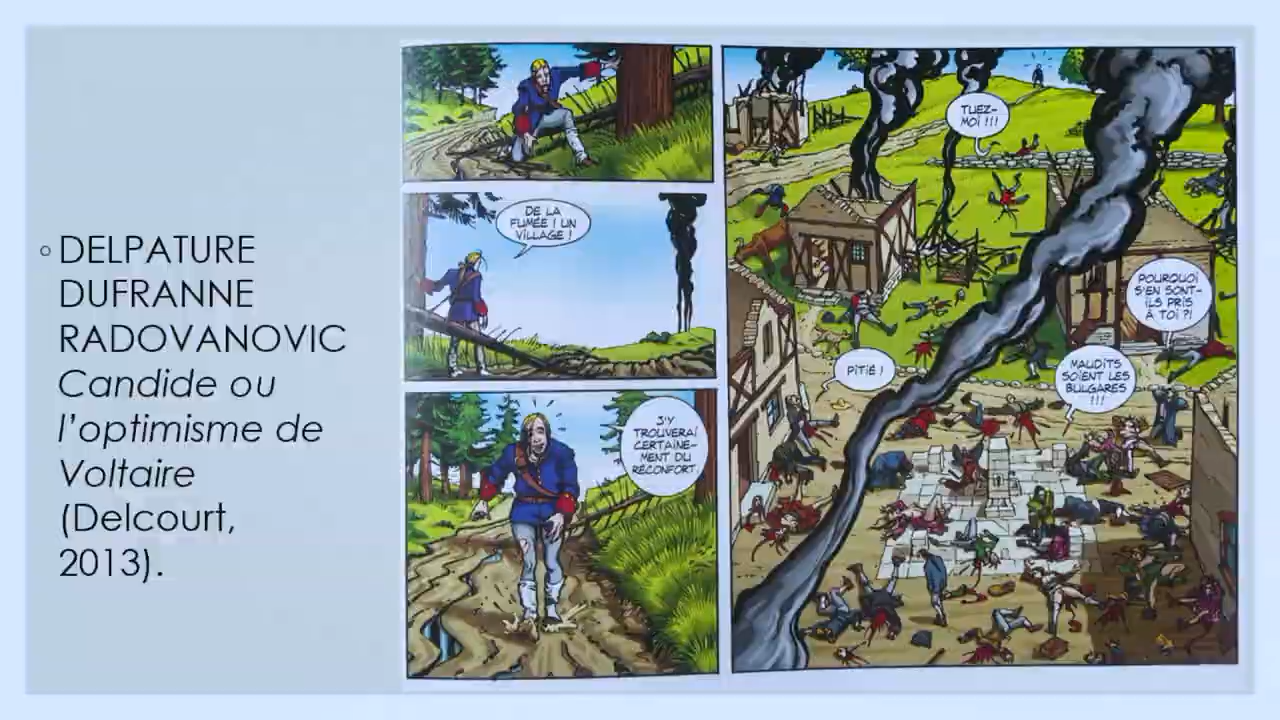 DELPATURE
DUFRANNE
RADOVANOVIC
Candide ou
l’optimisme de
Voltaire
(Delcourt,
2013).
DE LA
FUMÉE ! UN
VILLAGE !
J'Y
TROUVERAI
CERTAINE-
MENT DU
RÉCONFORT.
TUEZ-
MOI !!!
POURQUOI
S'EN SONT-
ILS PRIS
À TOI ?!
PITIÉ !
MAUDITS
SOIENT LES
BULGARES
!!!